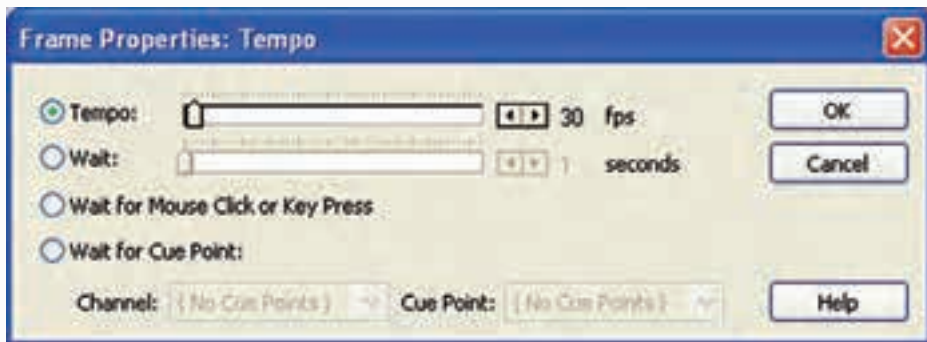 Frame Properties: Tempo
Tempo: 30 fps OK
Wait: 1 seconds Cancel
Wait for Mouse Click or Key Press
Wait for Cue Point:
Channel: { No Cue Points } Cue Point: { No Cue Points } Help